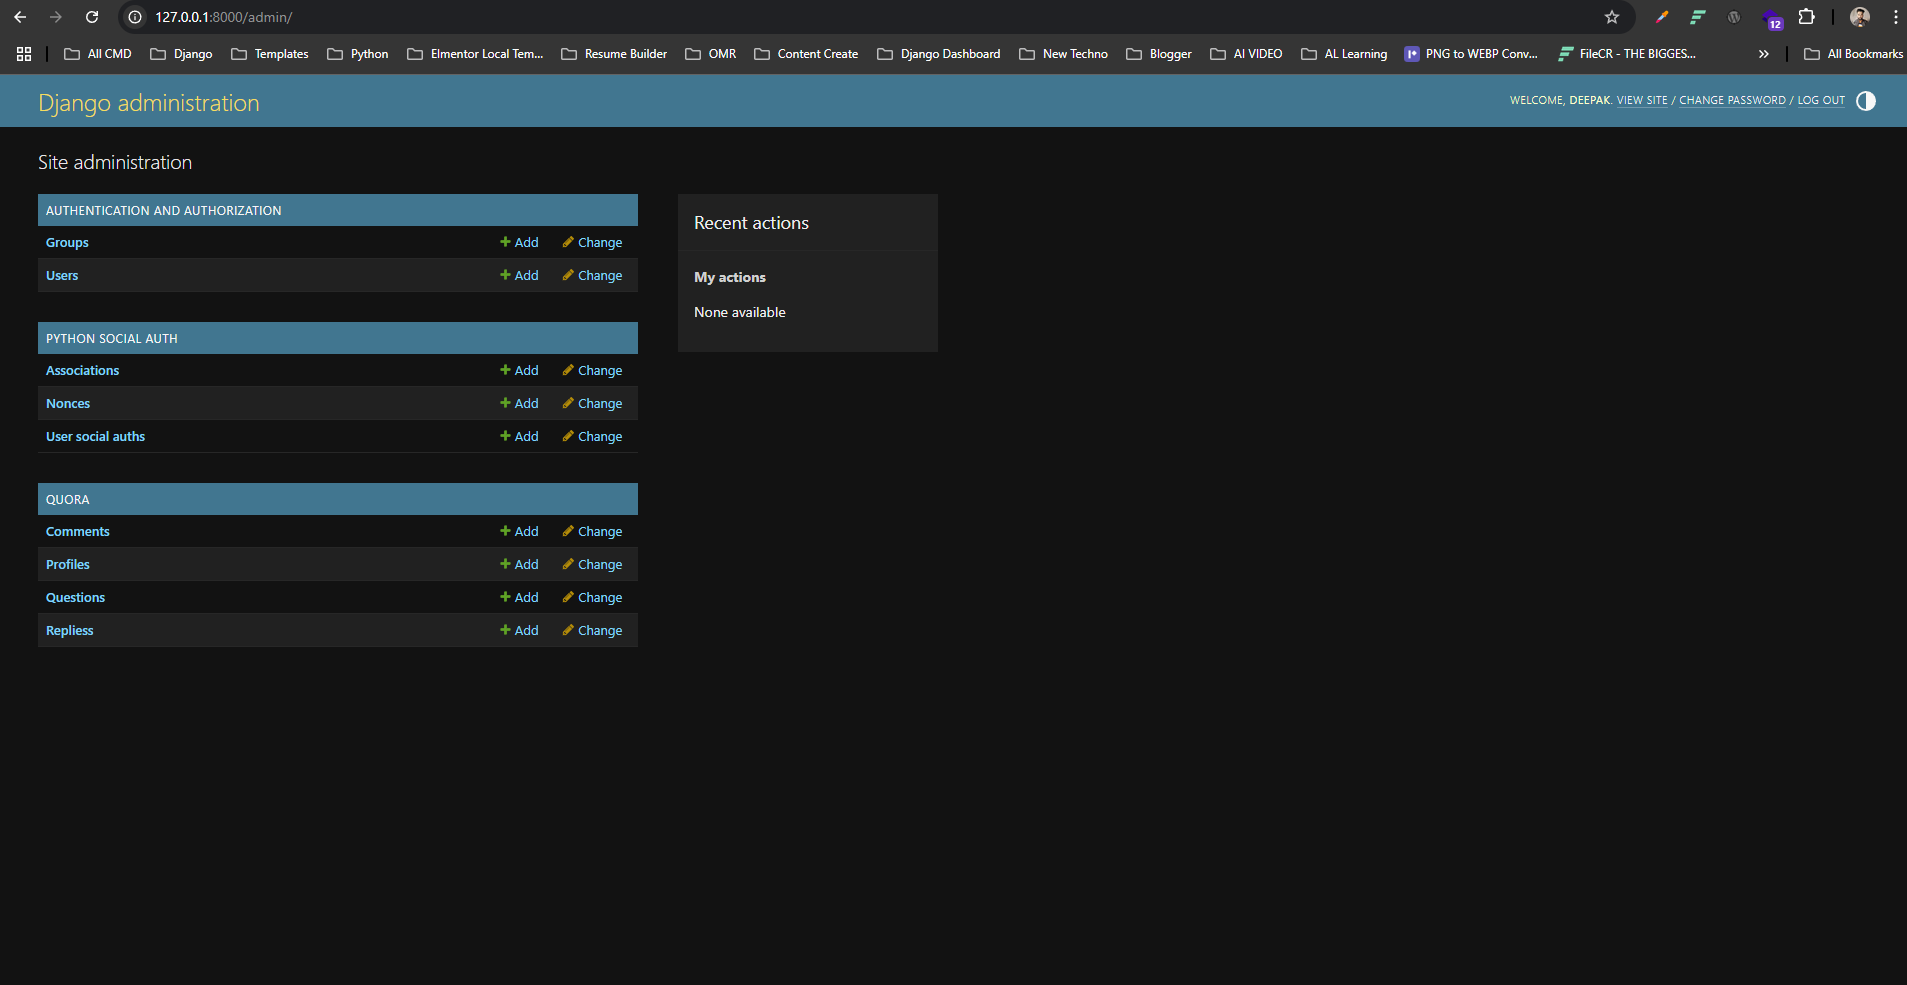 127.0.0.1:8000/admin/
12
All CMD Django Templates Python Elmentor Local Tem... Resume Builder OMR Content Create Django Dashboard New Techno Blogger AI VIDEO AL Learning PNG to WEBP Conv... FileCR - THE BIGGES... » All Bookmarks
Django administration
WELCOME, DEEPAK. VIEW SITE / CHANGE PASSWORD / LOG OUT
Site administration
AUTHENTICATION AND AUTHORIZATION
Groups Add Change
Users Add Change
PYTHON SOCIAL AUTH
Associations Add Change
Nonces Add Change
User social auths Add Change
QUORA
Comments Add Change
Profiles Add Change
Questions Add Change
Repliess Add Change
Recent actions
My actions
None available